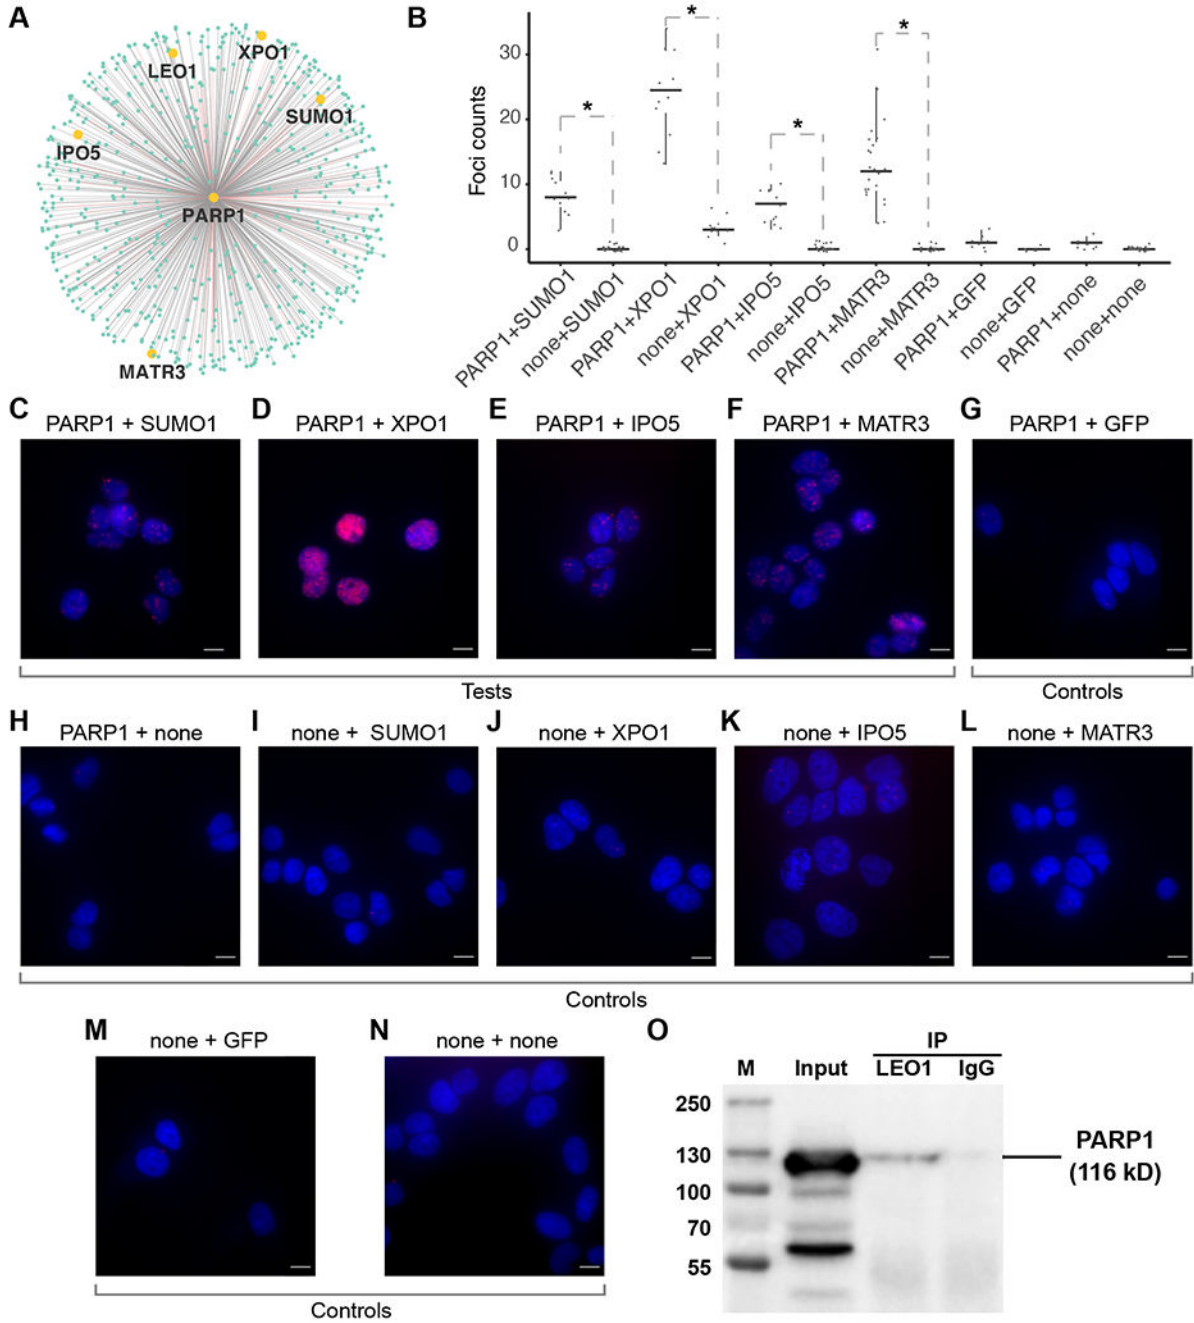 A
XPO1
LEO1
SUMO1
IPO5
PARP1
MATR3
B
Foci counts
30
20
10
0
*
*
*
*
PARP1+SUMO1
none+SUMO1
PARP1+XPO1
none+XPO1
PARP1+IPO5
none+IPO5
PARP1+MATR3
none+MATR3
PARP1+GFP
none+GFP
PARP1+none
none+none
C
PARP1 + SUMO1
D
PARP1 + XPO1
E
PARP1 + IPO5
F
PARP1 + MATR3
G
PARP1 + GFP
Tests
Controls
H
PARP1 + none
I
none + SUMO1
J
none + XPO1
K
none + IPO5
L
none + MATR3
Controls
M
none + GFP
N
none + none
Controls
O
IP
M
Input
LEO1
IgG
250
130
100
70
55
PARP1
(116 kD)